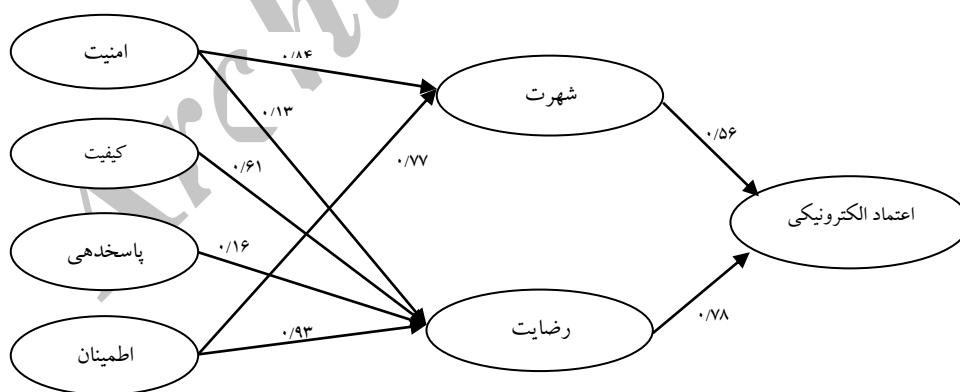 امنیت
۰/۸۴
شهرت
۰/۱۳
کیفیت
۰/۶۱
۰/۷۷
۰/۵۶
اعتماد الکترونیکی
پاسخدهی
۰/۱۶
رضایت
۰/۷۸
۰/۹۳
اطمینان